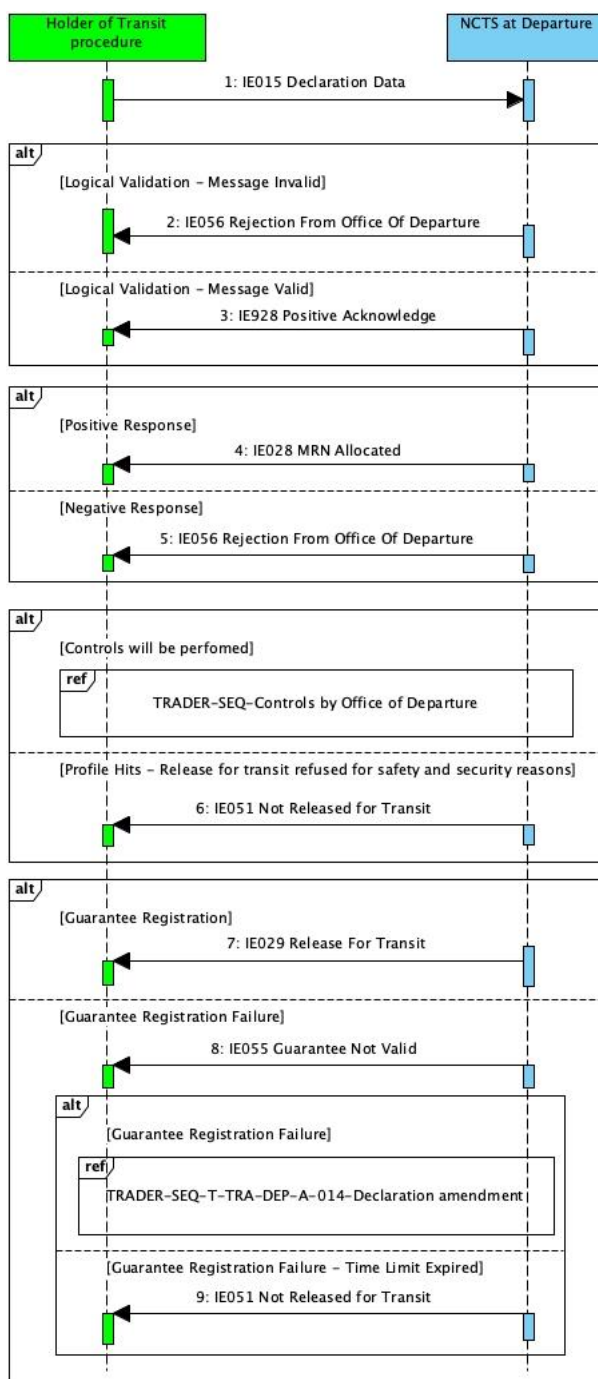 Holder of Transit
procedure
NCTS at Departure
1: IE015 Declaration Data
alt
[Logical Validation – Message Invalid]
2: IE056 Rejection From Office Of Departure
[Logical Validation – Message Valid]
3: IE928 Positive Acknowledge
alt
[Positive Response]
4: IE028 MRN Allocated
[Negative Response]
5: IE056 Rejection From Office Of Departure
alt
[Controls will be perfomed]
ref
TRADER-SEQ-Controls by Office of Departure
[Profile Hits – Release for transit refused for safety and security reasons]
6: IE051 Not Released for Transit
alt
[Guarantee Registration]
7: IE029 Release For Transit
[Guarantee Registration Failure]
8: IE055 Guarantee Not Valid
alt
[Guarantee Registration Failure]
ref
TRADER-SEQ-T-TRA-DEP-A-014-Declaration amendment
[Guarantee Registration Failure – Time Limit Expired]
9: IE051 Not Released for Transit